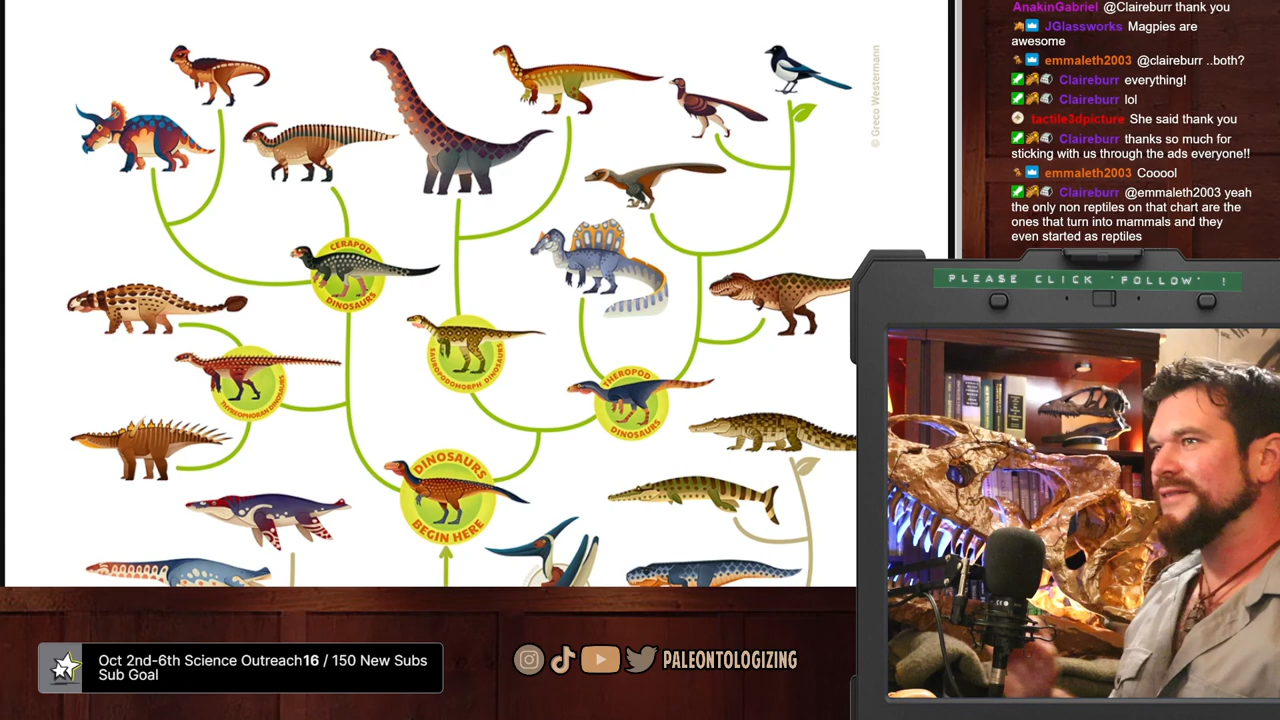 AnakinGabriel @Claireburr thank you
JGlassworks Magpies are
awesome
emmaleth2003 @claireburr ..both?
Claireburr everything!
Claireburr lol
tactile3dpicture She said thank you
Claireburr thanks so much for
sticking with us through the ads everyone!!
emmaleth2003 Cooool
Claireburr @emmaleth2003 yeah
the only non reptiles on that chart are the
ones that turn into mammals and they
even started as reptiles
PLEASE CLICK 'FOLLOW' !
© Greco Westermann
CERAPOD
DINOSAURS
THYREOPHORAN DINOSAURS
SAUROPODOMORPH DINOSAURS
THEROPOD
DINOSAURS
DINOSAURS
BEGIN HERE
Oct 2nd-6th Science Outreach16 / 150 New Subs
Sub Goal
PALEONTOLOGIZING